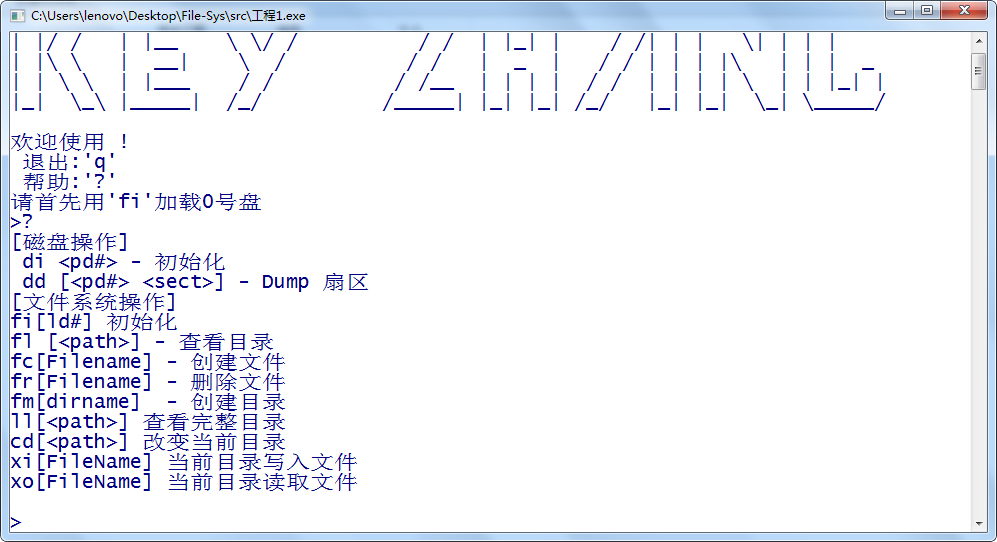 C:\Users\lenovo\Desktop\File-Sys\src\工程1.exe
KEY ZHANG
欢迎使用 !
退出:'q'
帮助:'?'
请首先用'fi'加载0号盘
>?
[磁盘操作]
di <pd#> - 初始化
dd [<pd#> <sect>] - Dump 扇区
[文件系统操作]
fi[ld#] 初始化
fl [<path>] - 查看目录
fc[Filename] - 创建文件
fr[Filename] - 删除文件
fm[dirname]  - 创建目录
ll[<path>] 查看完整目录
cd[<path>] 改变当前目录
xi[FileName] 当前目录写入文件
xo[FileName] 当前目录读取文件
>